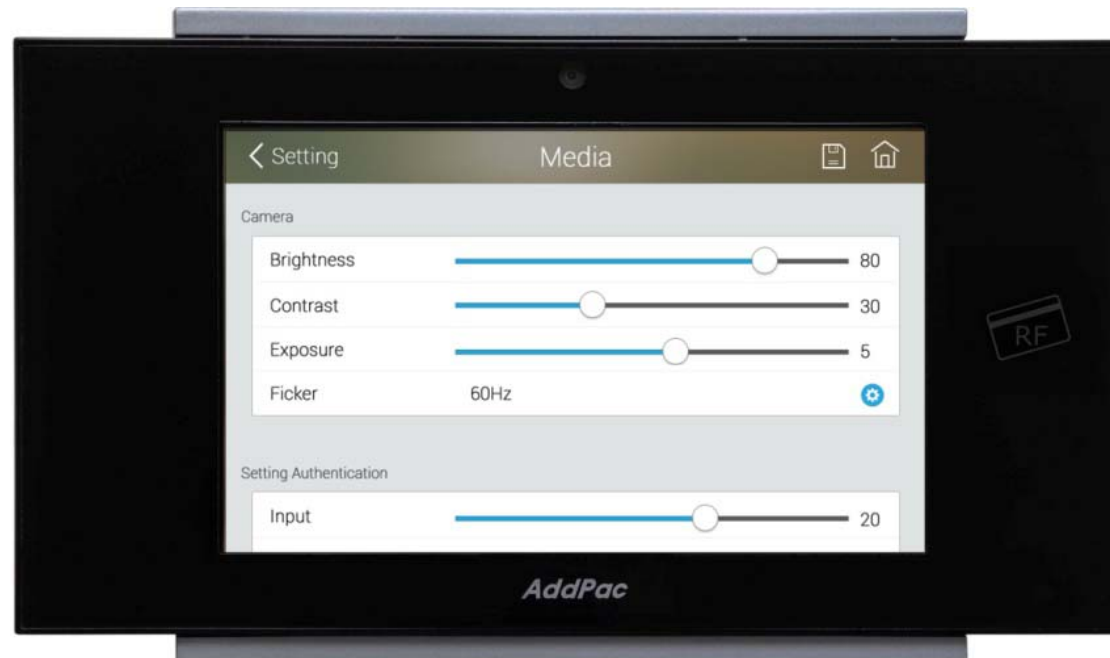 Setting Media
Camera
Brightness 80
Contrast 30
Exposure 5
Ficker 60Hz
RF
Setting Authentication
Input 20
AddPac